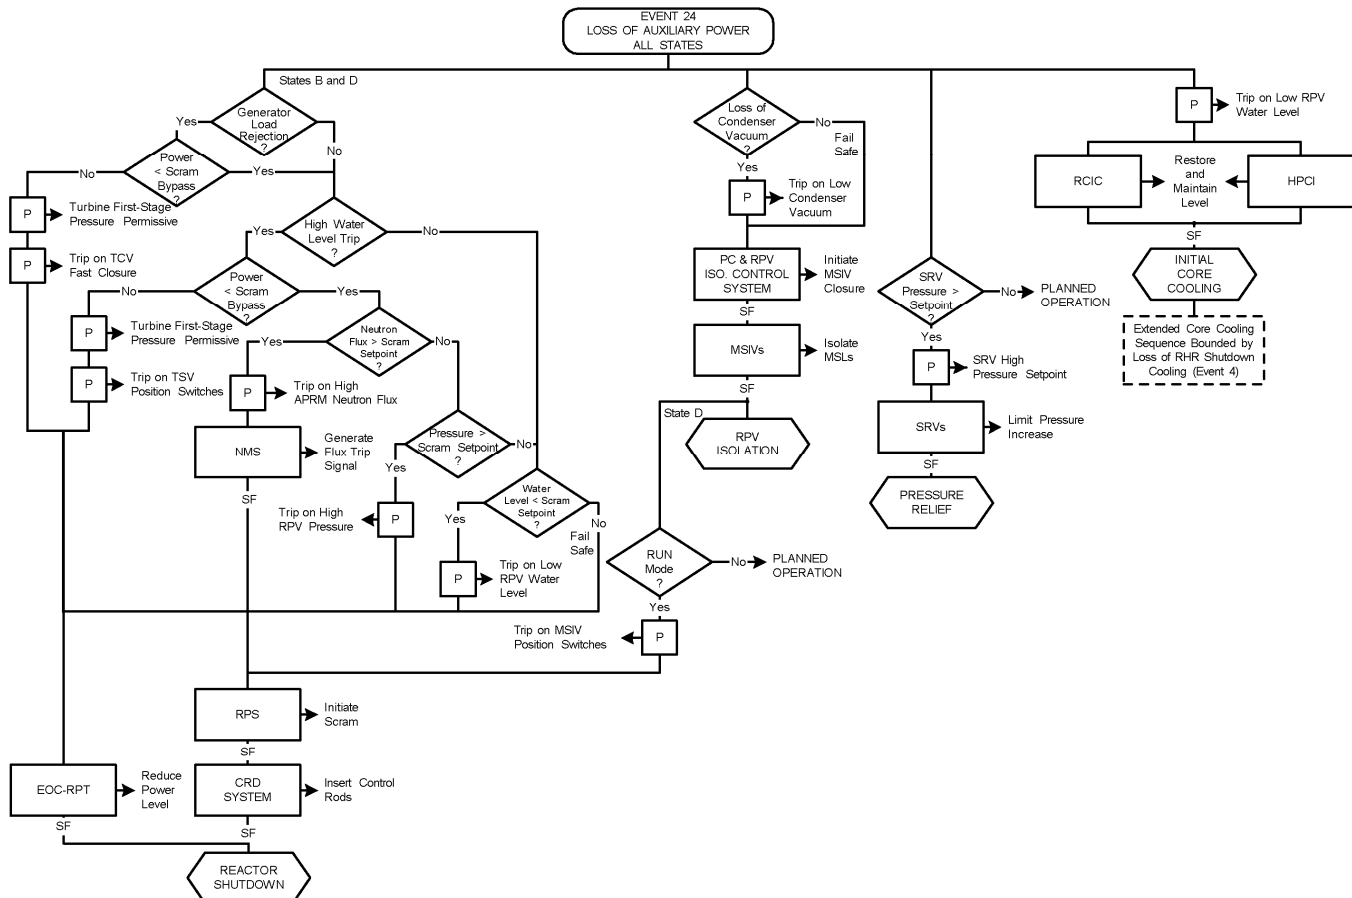 EVENT 24
LOSS OF AUXILIARY POWER
ALL STATES
States B and D
Generator
Load
Rejection
?
Yes
No
Power
< Scram
Bypass
?
No
Yes
P
Turbine First-Stage
Pressure Permissive
P
Trip on TCV
Fast Closure
High Water
Level Trip
?
Yes
No
Power
< Scram
Bypass
?
No
Yes
P
Turbine First-Stage
Pressure Permissive
P
Trip on TSV
Position Switches
Neutron
Flux > Scram
Setpoint
?
Yes
No
P
Trip on High
APRM Neutron Flux
NMS
Generate
Flux Trip
Signal
SF
Pressure >
Scram Setpoint
?
Yes
No
P
Trip on High
RPV Pressure
Water
Level < Scram
Setpoint
?
Yes
No
Fail
Safe
P
Trip on Low
RPV Water
Level
Loss of
Condenser
Vacuum
?
No
Fail
Safe
Yes
P
Trip on Low
Condenser
Vacuum
PC & RPV
ISO. CONTROL
SYSTEM
Initiate
MSIV
Closure
SF
MSIVs
Isolate
MSLs
SF
State D
RPV
ISOLATION
RUN
Mode
?
No
PLANNED
OPERATION
Yes
P
Trip on MSIV
Position Switches
SRV
Pressure >
Setpoint
?
No
PLANNED
OPERATION
Yes
P
SRV High
Pressure Setpoint
SRVs
Limit Pressure
Increase
SF
PRESSURE
RELIEF
P
Trip on Low RPV
Water Level
RCIC
Restore
and
Maintain
Level
HPCI
SF
INITIAL
CORE
COOLING
Extended Core Cooling
Sequence Bounded by
Loss of RHR Shutdown
Cooling (Event 4)
RPS
Initiate
Scram
SF
EOC-RPT
Reduce
Power
Level
SF
CRD
SYSTEM
Insert Control
Rods
SF
REACTOR
SHUTDOWN